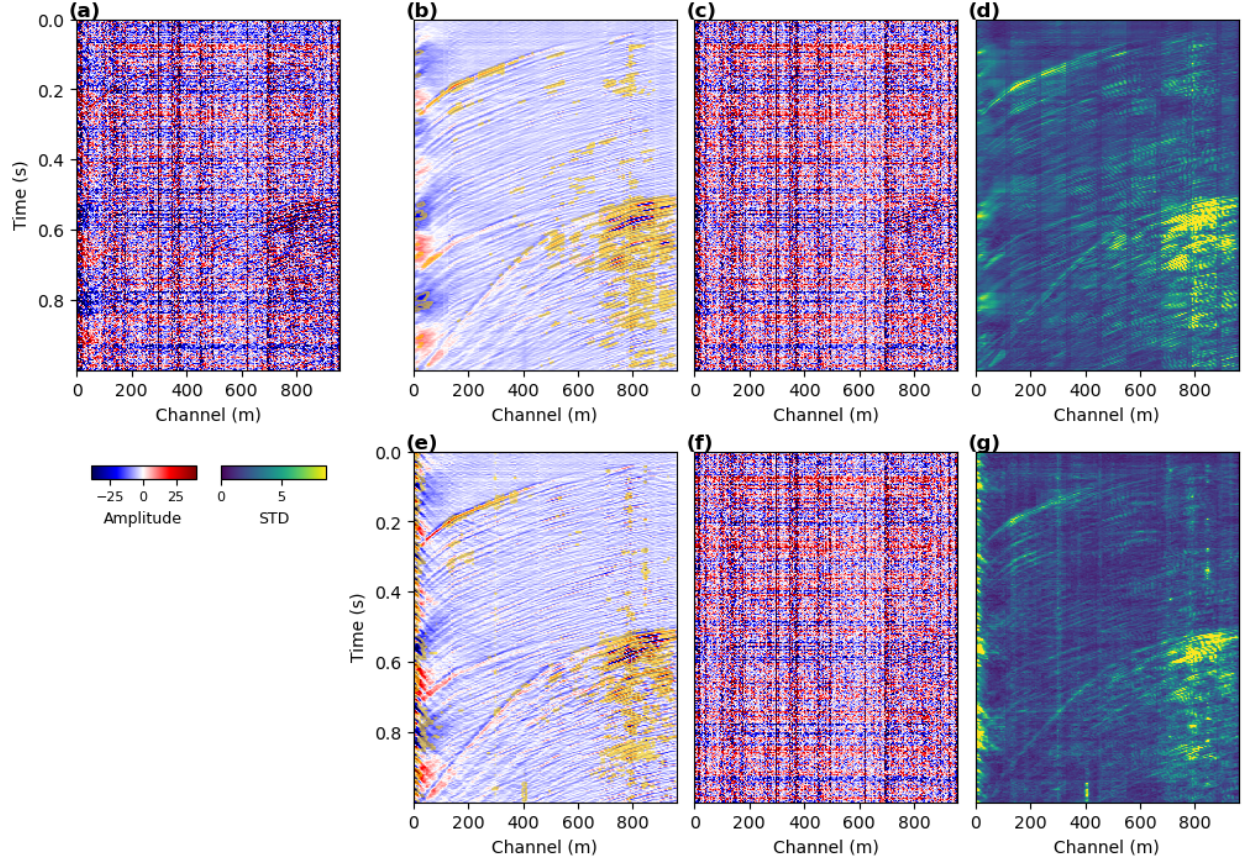 (a) (b) (c) (d)
0.0
0.2
0.4
0.6
0.8
Time (s)
0 200 400 600 800 0 200 400 600 800 0 200 400 600 800 0 200 400 600 800
Channel (m) Channel (m) Channel (m) Channel (m)
(e) (f) (g)
0.0
0.2
0.4
0.6
0.8
Time (s)
−25 0 25 0 5
Amplitude STD
0 200 400 600 800 0 200 400 600 800 0 200 400 600 800
Channel (m) Channel (m) Channel (m)